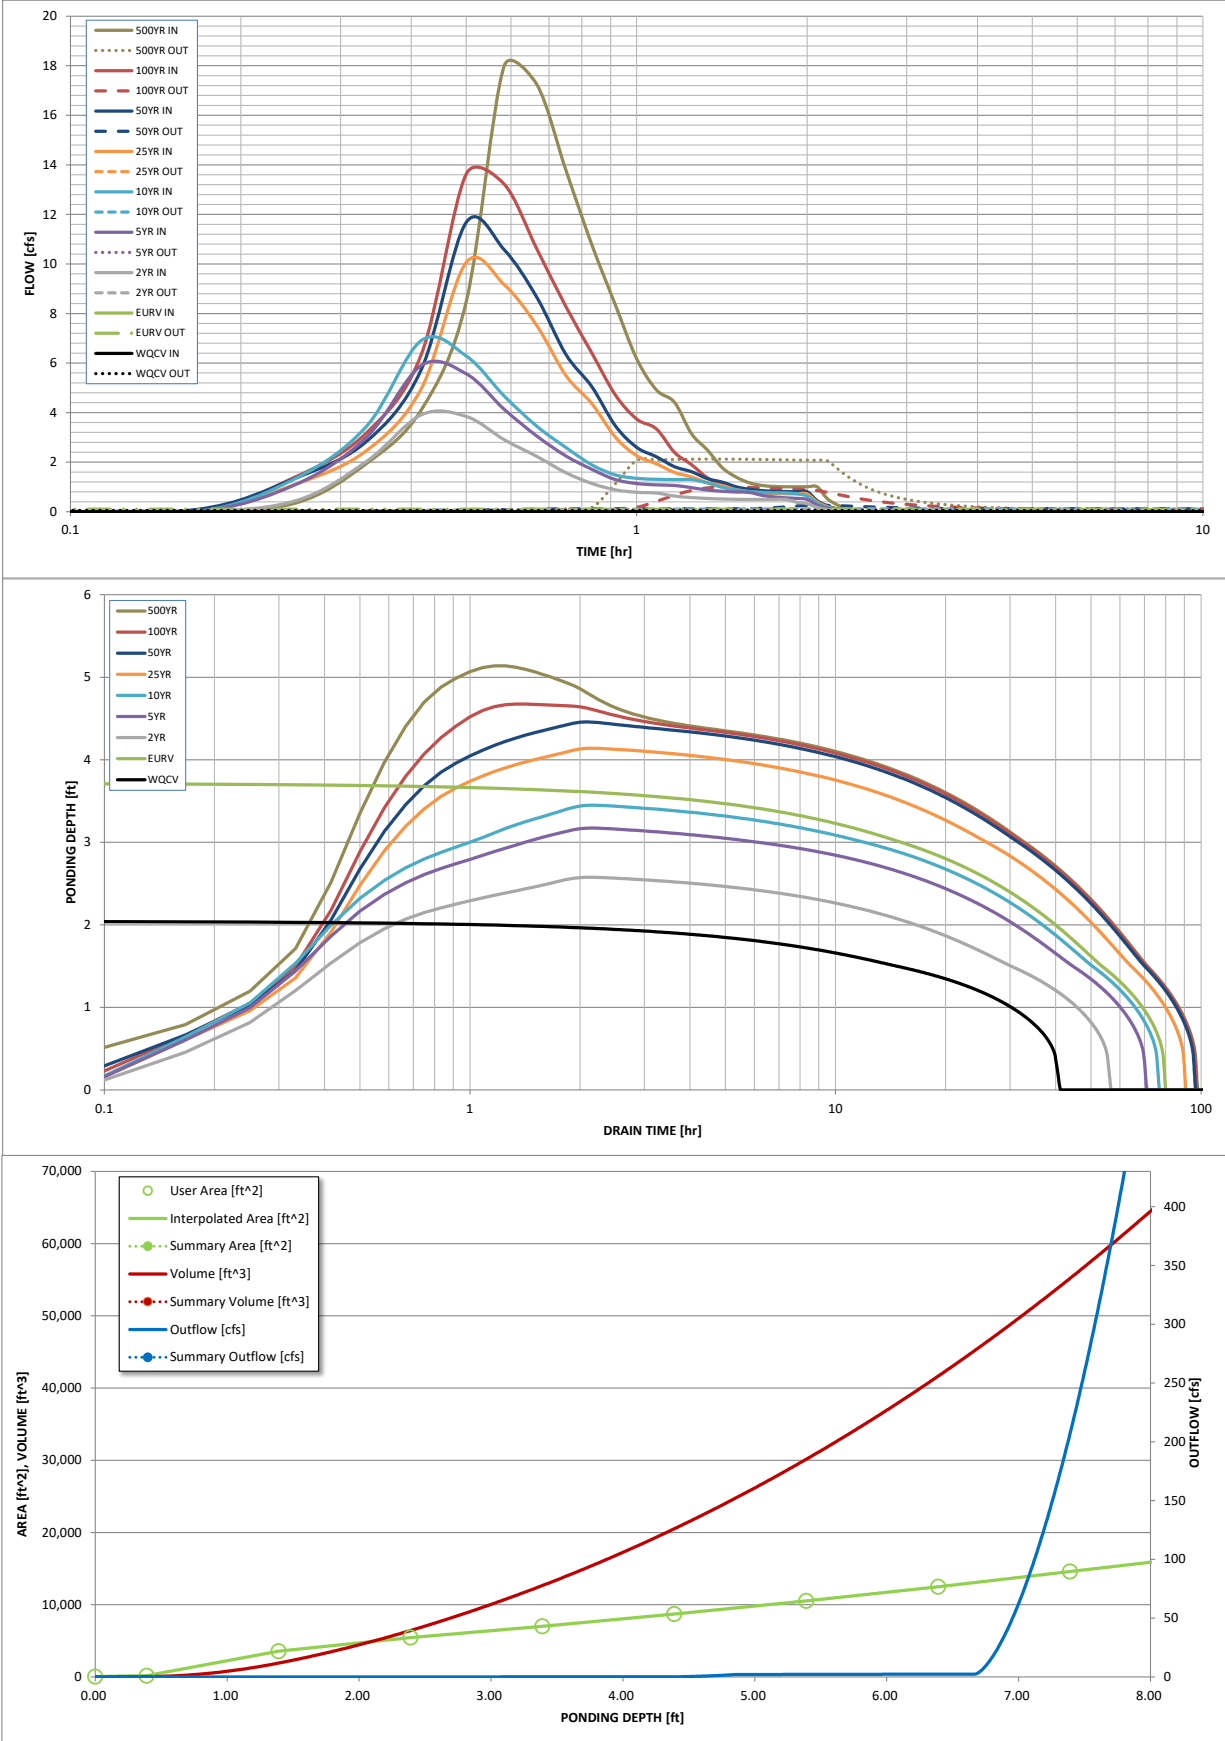 20
18
16
14
12
10
8
6
4
2
0
FLOW [cfs]
500YR IN
500YR OUT
100YR IN
100YR OUT
50YR IN
50YR OUT
25YR IN
25YR OUT
10YR IN
10YR OUT
5YR IN
5YR OUT
2YR IN
2YR OUT
EURV IN
EURV OUT
WQCV IN
WQCV OUT
0.1 1 10
TIME [hr]
6
5
4
3
2
1
0
PONDING DEPTH [ft]
500YR
100YR
50YR
25YR
10YR
5YR
2YR
EURV
WQCV
0.1 1 10 100
DRAIN TIME [hr]
70,000
60,000
50,000
40,000
30,000
20,000
10,000
0
AREA [ft^2], VOLUME [ft^3]
User Area [ft^2]
Interpolated Area [ft^2]
Summary Area [ft^2]
Volume [ft^3]
Summary Volume [ft^3]
Outflow [cfs]
Summary Outflow [cfs]
400
350
300
250
200
150
100
50
0
OUTFLOW [cfs]
0.00 1.00 2.00 3.00 4.00 5.00 6.00 7.00 8.00
PONDING DEPTH [ft]